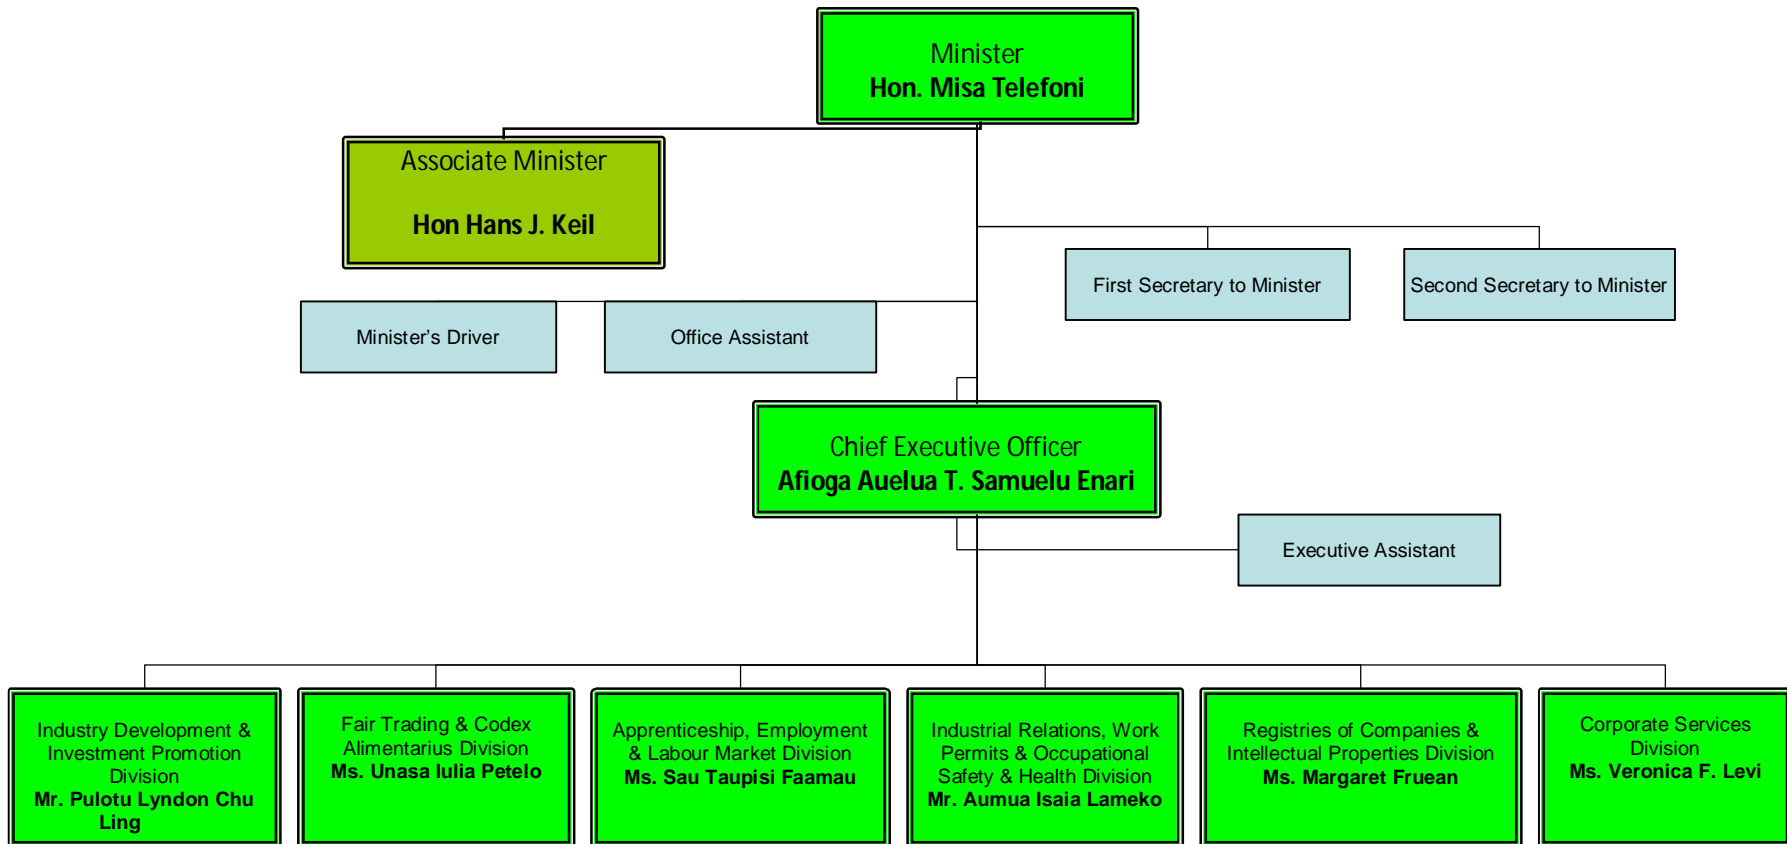 Minister
Hon. Misa Telefoni
Associate Minister
Hon Hans J. Keil
First Secretary to Minister
Second Secretary to Minister
Minister’s Driver
Office Assistant
Chief Executive Officer
Afioga Auelua T. Samuelu Enari
Executive Assistant
Industry Development &
Investment Promotion
Division
Mr. Pulotu Lyndon Chu
Ling
Fair Trading & Codex
Alimentarius Division
Ms. Unasa Iulia Petelo
Apprenticeship, Employment
& Labour Market Division
Ms. Sau Taupisi Faamau
Industrial Relations, Work
Permits & Occupational
Safety & Health Division
Mr. Aumua Isaia Lameko
Registries of Companies &
Intellectual Properties Division
Ms. Margaret Fruean
Corporate Services
Division
Ms. Veronica F. Levi